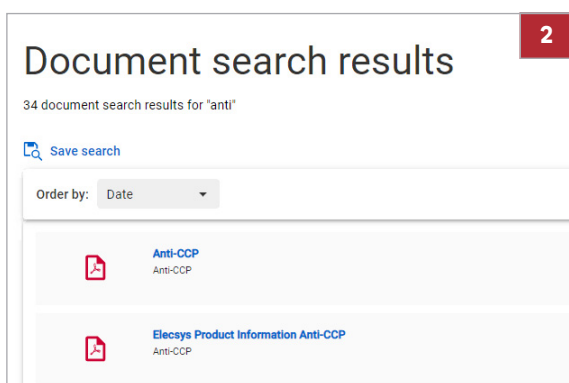 2
Document search results
34 document search results for "anti"
Save search
Order by: Date
Anti-CCP
Anti-CCP
Elecsys Product Information Anti-CCP
Anti-CCP